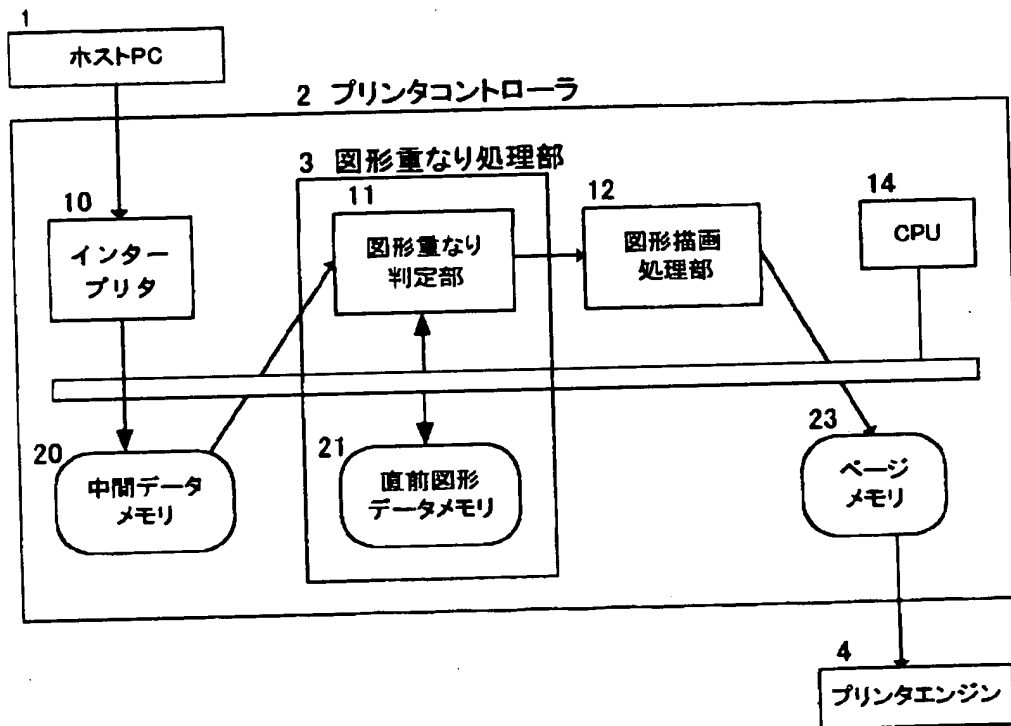 1
ホストPC
2 プリンタコントローラ
3 図形重なり処理部
10
インター
プリタ
11
図形重なり
判定部
12
図形描画
処理部
14
CPU
20
中間データ
メモリ
21
直前図形
データメモリ
23
ページ
メモリ
4
プリンタエンジン